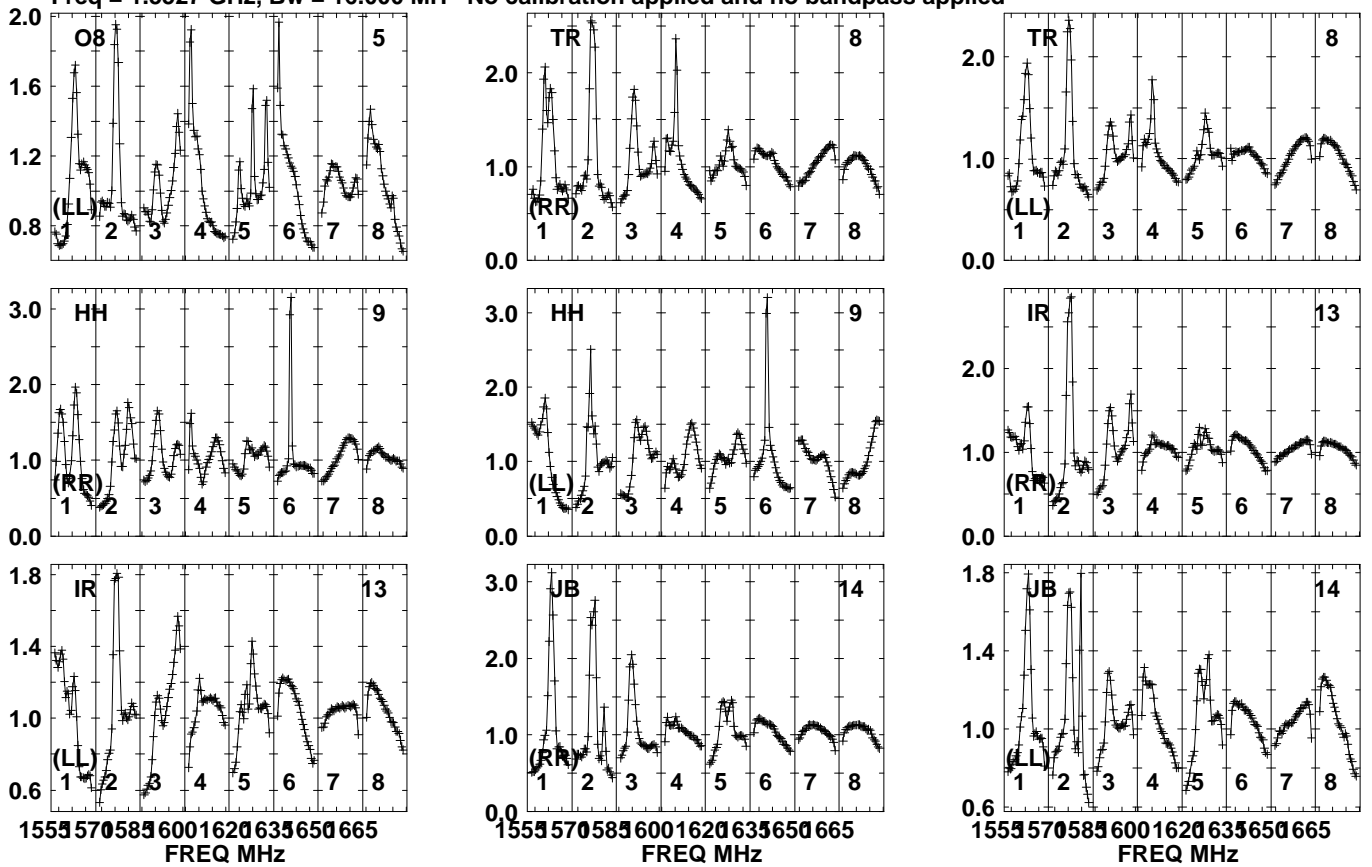 Freq = GHz, Bw = 16.000 MH No calibration applied and no bandpass applied
O8 5
2.0
1.6
1.2
0.8
(LL)
1 2 3 4 5 6 7 8
TR 8
2.0
1.0
0.0
(RR)
1 2 3 4 5 6 7 8
TR 8
2.0
1.0
0.0
(LL)
1 2 3 4 5 6 7 8
HH 9
3.0
2.0
1.0
0.0
(RR)
1 2 3 4 5 6 7 8
HH 9
3.0
2.0
1.0
0.0
(LL)
1 2 3 4 5 6 7 8
IR 13
2.0
1.0
0.0
(RR)
1 2 3 4 5 6 7 8
IR 13
1.8
1.4
1.0
0.6
(LL)
1 2 3 4 5 6 7 8
1555 1570 1585 1600 1620 1635 1650 1665
FREQ MHz
JB 14
3.0
2.0
1.0
0.0
(RR)
1 2 3 4 5 6 7 8
1555 1570 1585 1600 1620 1635 1650 1665
FREQ MHz
JB 14
1.8
1.4
1.0
0.6
(LL)
1 2 3 4 5 6 7 8
1555 1570 1585 1600 1620 1635 1650 1665
FREQ MHz